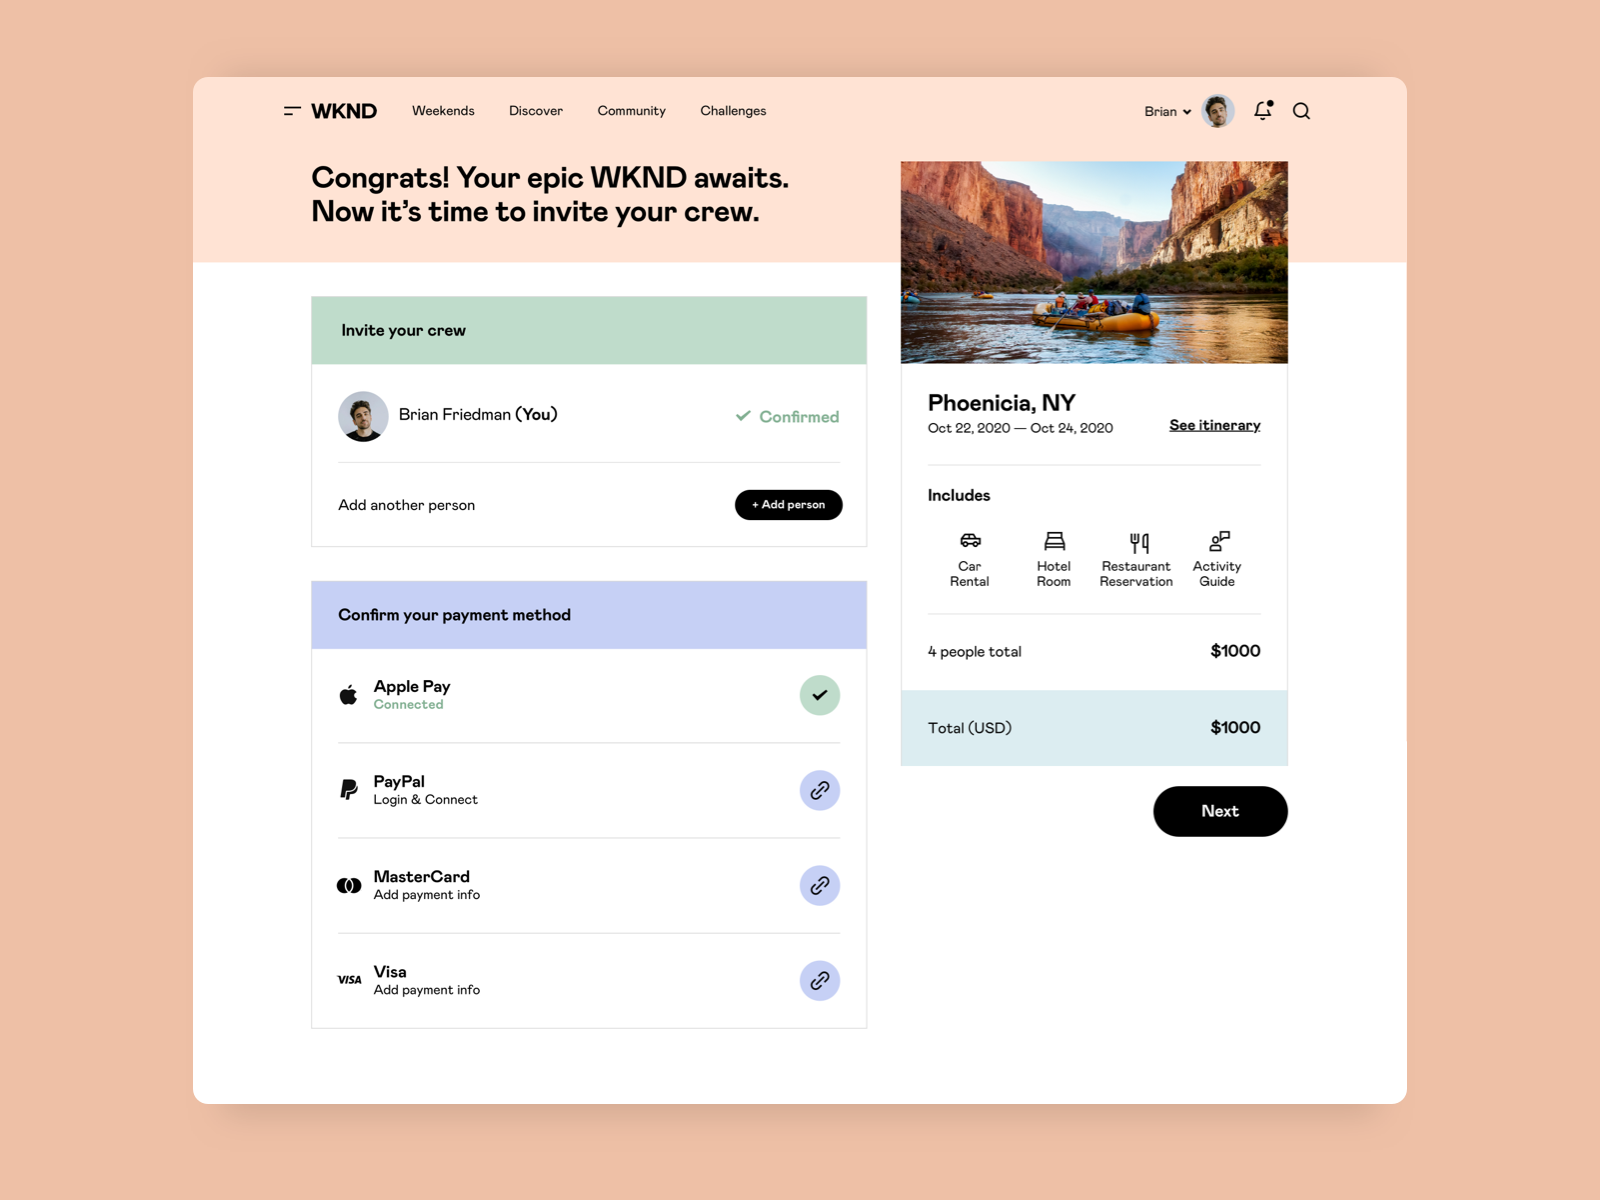 WKND
Weekends
Discover
Community
Challenges
Brian
Congrats! Your epic WKND awaits.
Now it's time to invite your crew.
Invite your crew
Brian Friedman (You)
Confirmed
Add another person
+ Add person
Confirm your payment method
Apple Pay
Connected
PayPal
Login & Connect
MasterCard
Add payment info
VISA
Visa
Add payment info
Phoenicia, NY
Oct 22, 2020 — Oct 24, 2020
See itinerary
Includes
Car
Rental
Hotel
Room
Restaurant
Reservation
Activity
Guide
4 people total
$1000
Total (USD)
$1000
Next